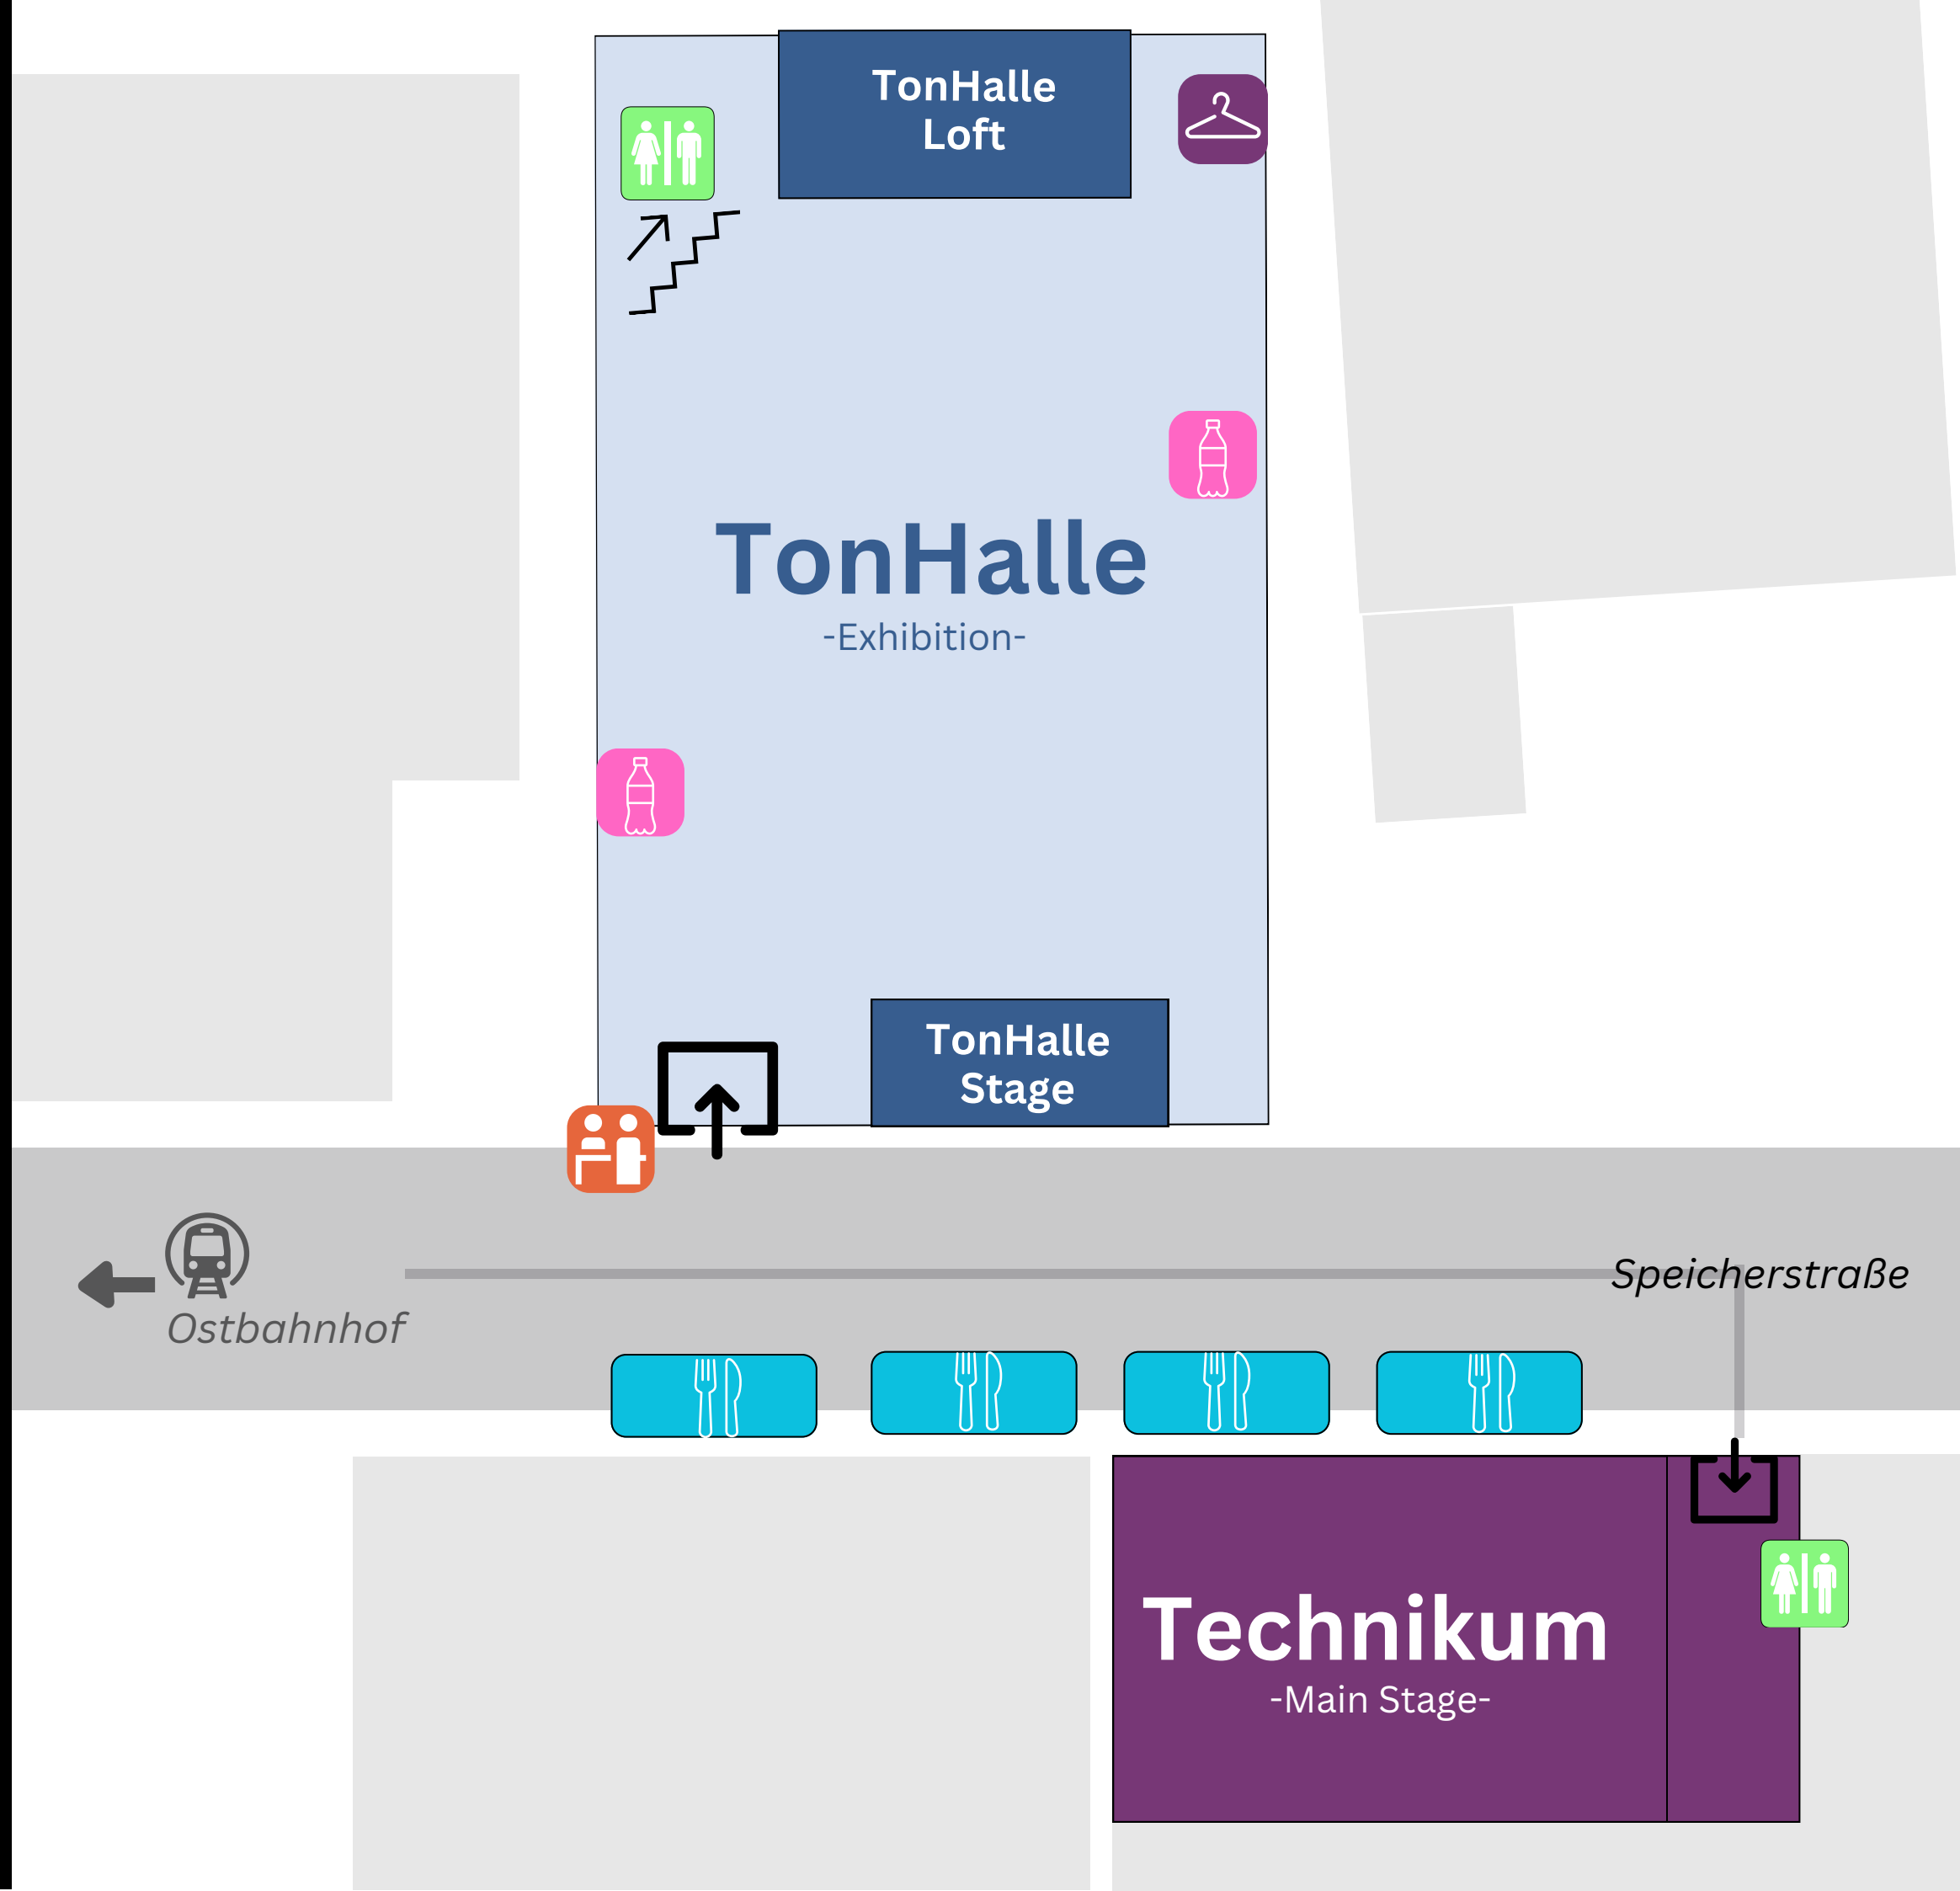 TonHalle
Loft
TonHalle
-Exhibition-
TonHalle
Stage
Speicherstraße
Ostbahnhof
Technikum
-Main Stage-